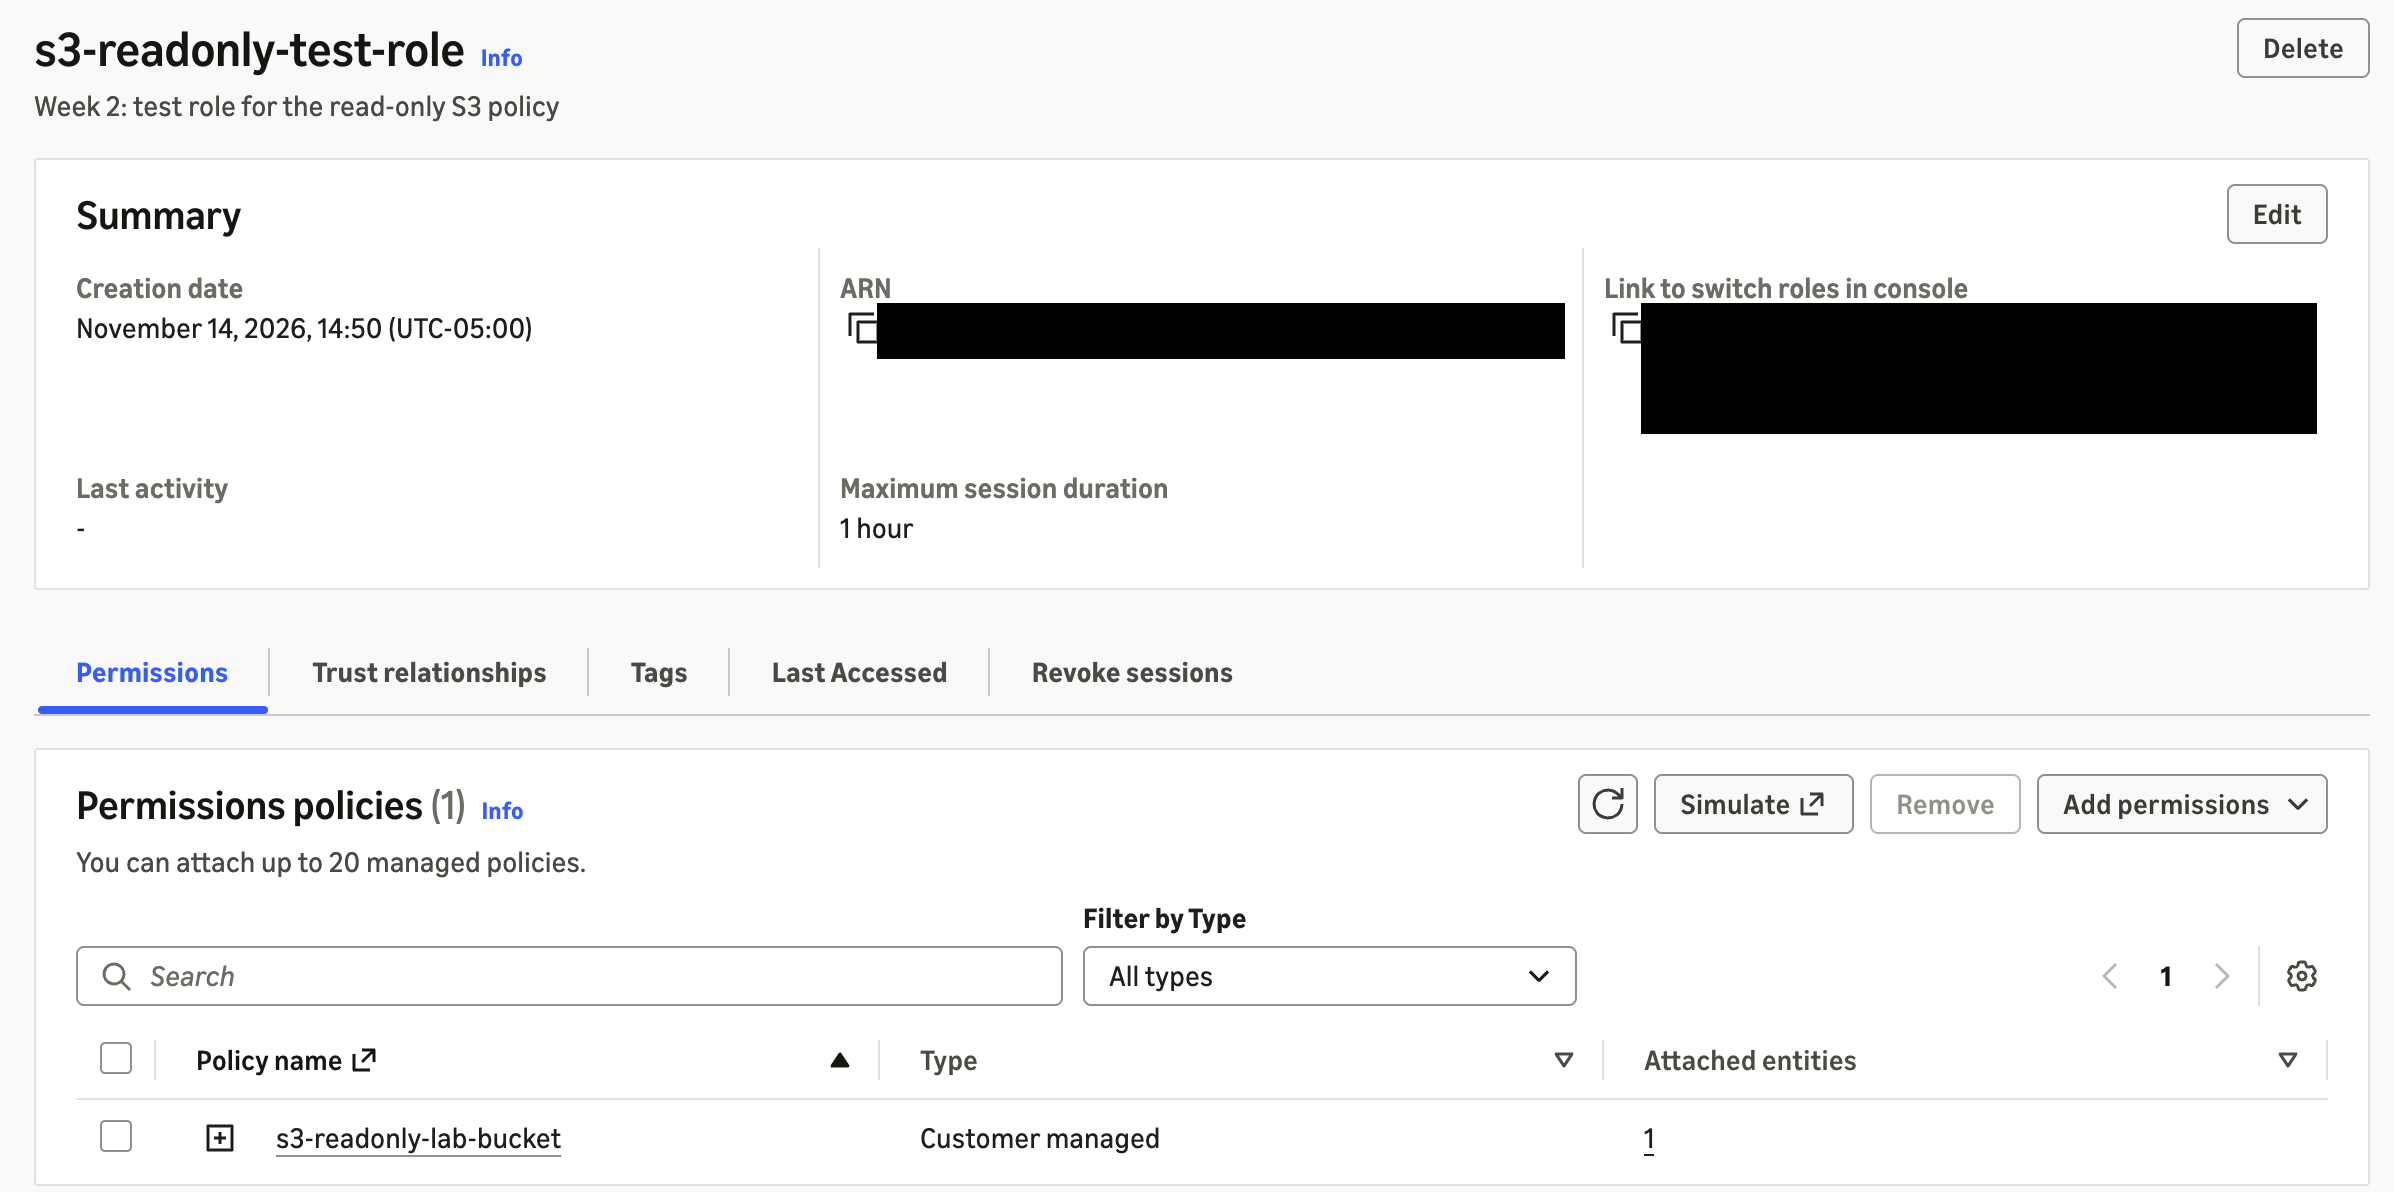 s3-readonly-test-role Info
Delete
Week 2: test role for the read-only S3 policy
Summary
Edit
Creation date
November 14, 2026, 14:50 (UTC-05:00)
ARN
Link to switch roles in console
Last activity
-
Maximum session duration
1 hour
Permissions
Trust relationships
Tags
Last Accessed
Revoke sessions
Permissions policies (1) Info
Simulate
Remove
Add permissions
You can attach up to 20 managed policies.
Filter by Type
Search
All types
1
Policy name
Type
Attached entities
s3-readonly-lab-bucket
Customer managed
1